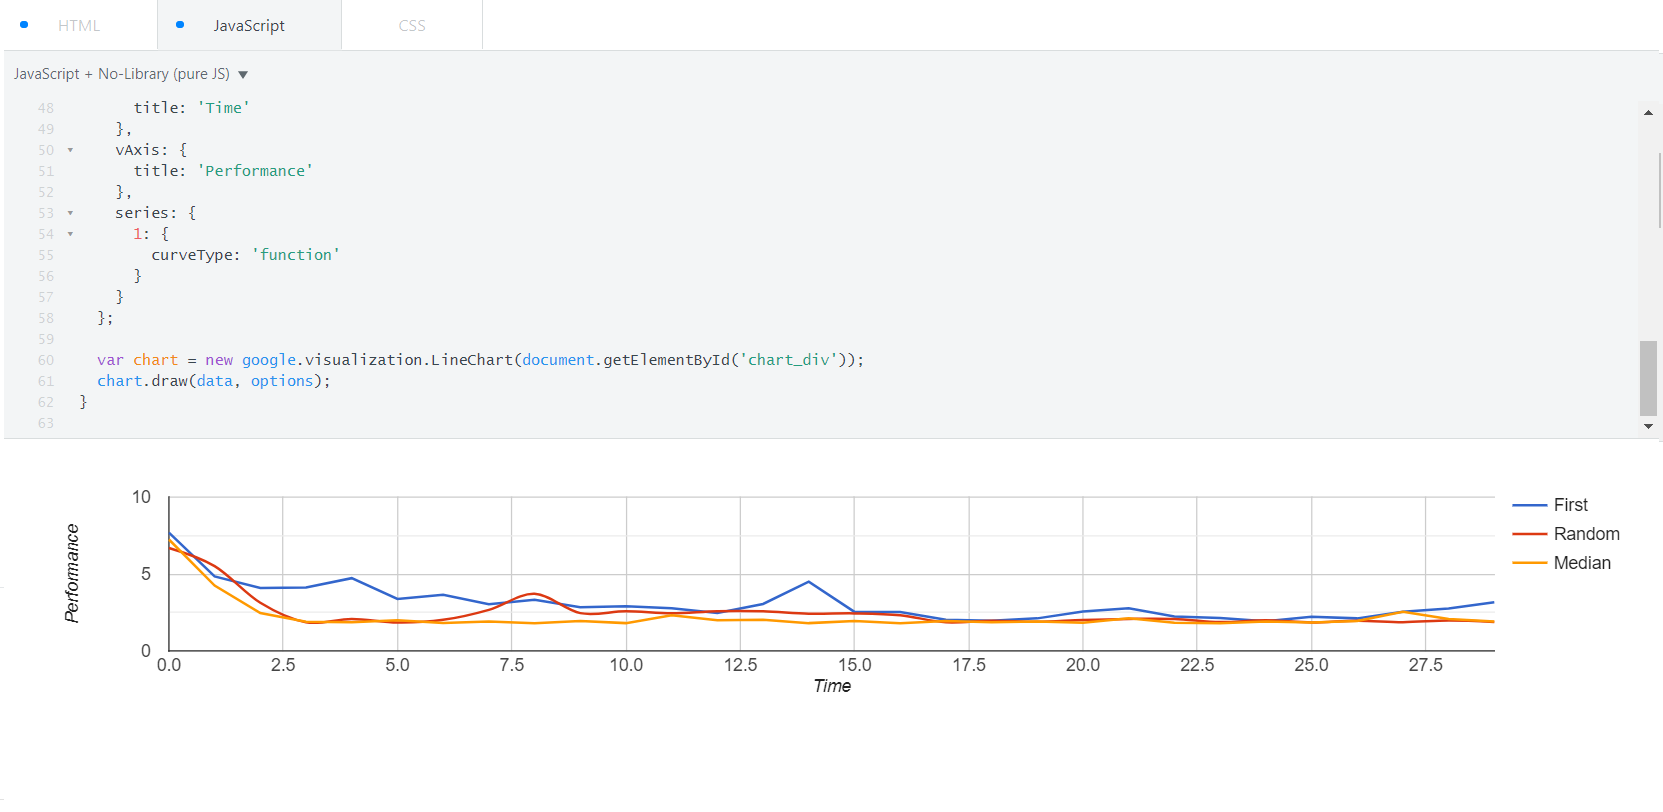 HTML JavaScript CSS
JavaScript + No-Library (pure JS) ▼
48 title: 'Time'
49 },
50 vAxis: {
51 title: 'Performance'
52 },
53 series: {
54 1: {
55 curveType: 'function'
56 }
57 }
58 };
59
60 var chart = new google.visualization.LineChart(document.getElementById('chart_div'));
61 chart.draw(data, options);
62 }
63
Performance
10
5
0
0.0 2.5 5.0 7.5 10.0 12.5 15.0 17.5 20.0 22.5 25.0 27.5
Time
First
Random
Median